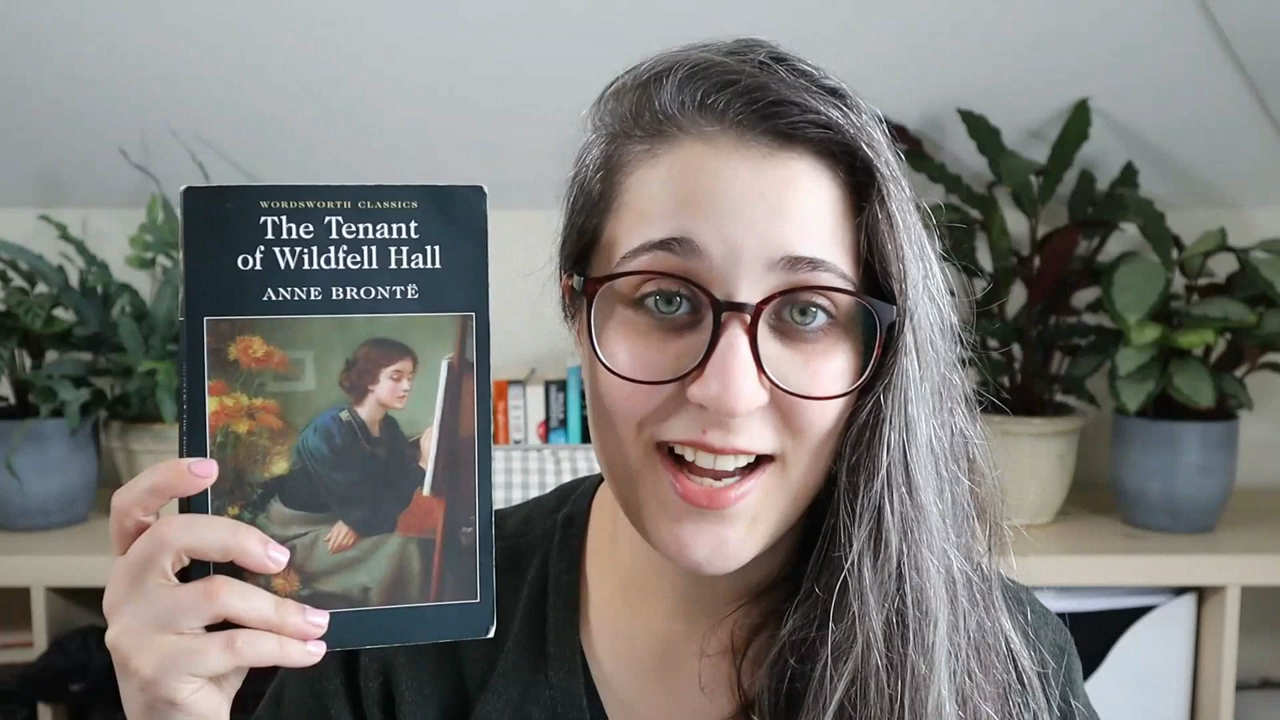 WORDSWORTH CLASSICS
The Tenant
of Wildfell Hall
ANNE BRONTË